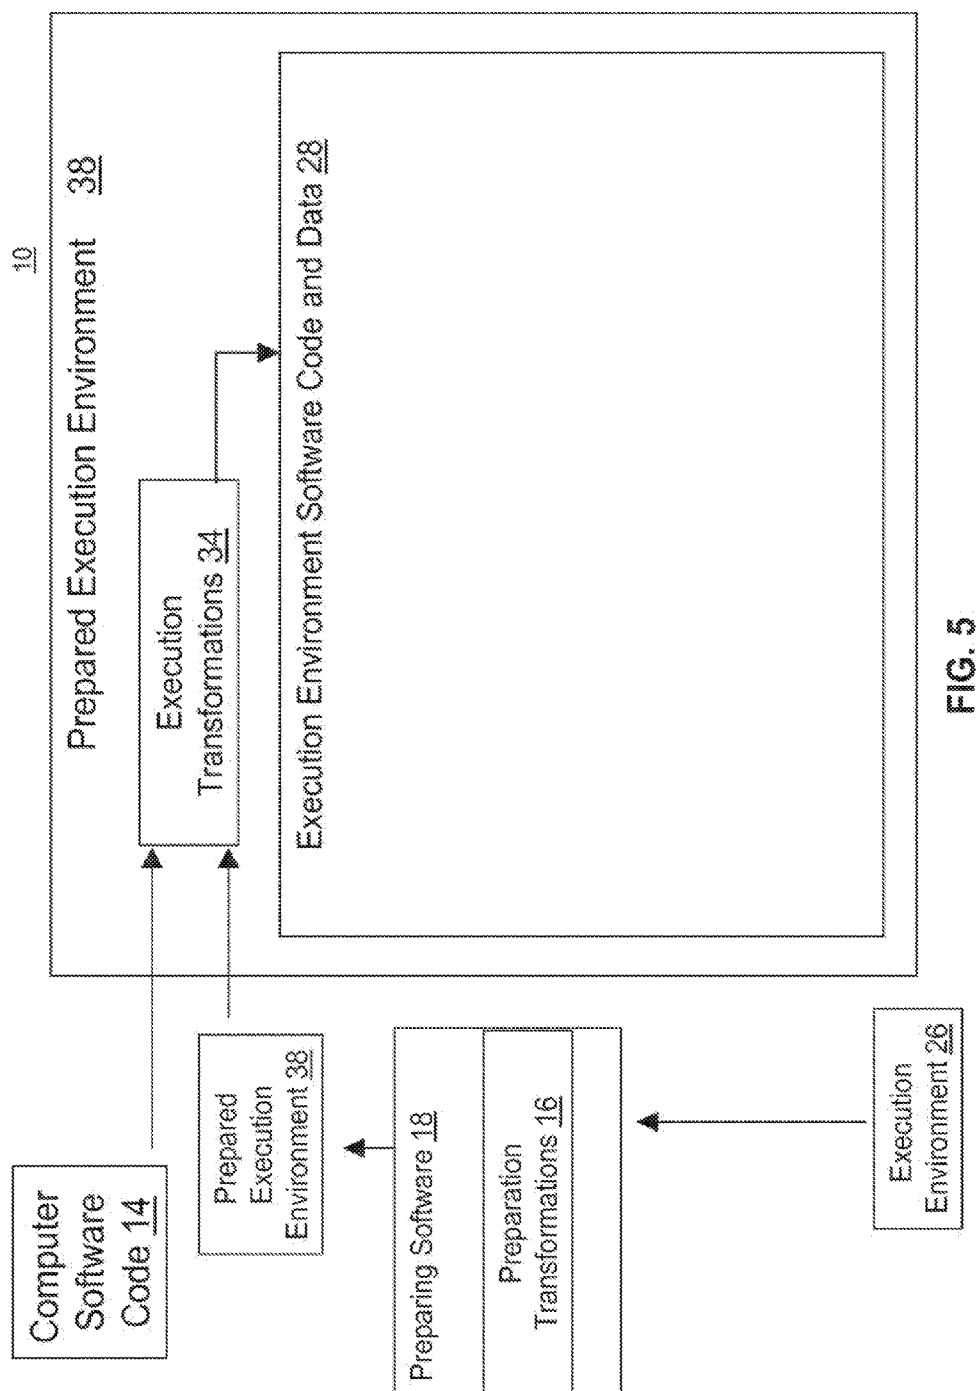 10
Prepared Execution Environment 38
Computer
Software
Code 14
Execution
Transformations 34
Prepared
Execution
Environment 38
Execution Environment Software Code and Data 28
Preparing Software 18
Preparation
Transformations 16
Execution
Environment 26
FIG. 5